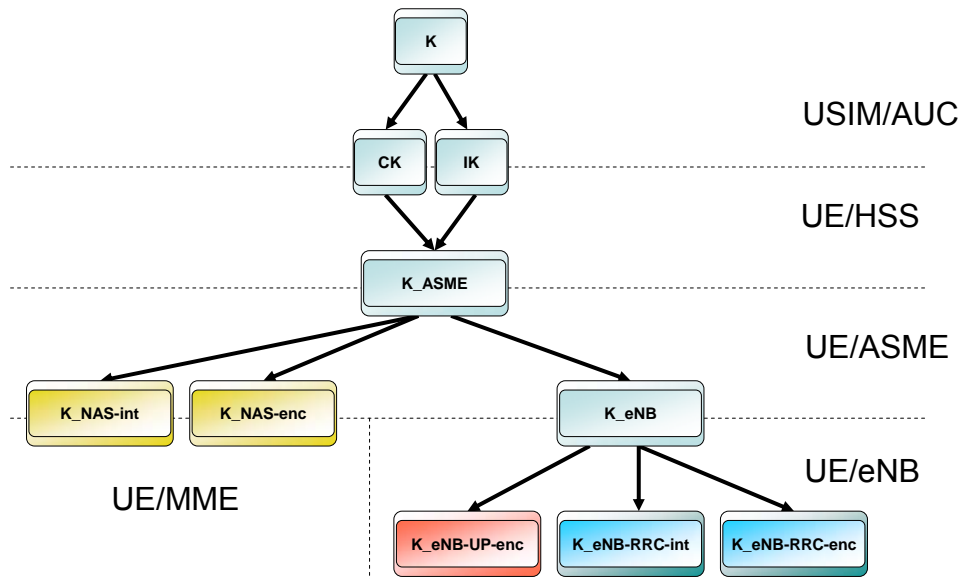 K
USIM/AUC
CK
IK
UE/HSS
K_ASME
UE/ASME
K_NAS-int
K_NAS-enc
K_eNB
UE/eNB
UE/MME
K_eNB-UP-enc
K_eNB-RRC-int
K_eNB-RRC-enc